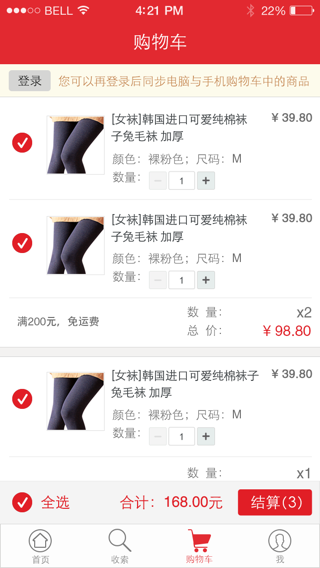 BELL 4:21 PM 22%
购物车
登录 您可以再登录后同步电脑与手机购物车中的商品
[女袜]韩国进口可爱纯棉袜 ¥ 39.80
子兔毛袜 加厚
颜色：裸粉色；尺码：M
数量： － 1 +
[女袜]韩国进口可爱纯棉袜 ¥ 39.80
子兔毛袜 加厚
颜色：裸粉色；尺码：M
数量： － 1 +
数 量： x2
满200元，免运费
总 价： ¥ 98.80
[女袜]韩国进口可爱纯棉袜子 ¥ 39.80
兔毛袜 加厚
颜色：裸粉色；尺码：M
数量： － 1 +
数 量： x1
全选 合计：168.00元 结算(3)
首页 收索 购物车 我